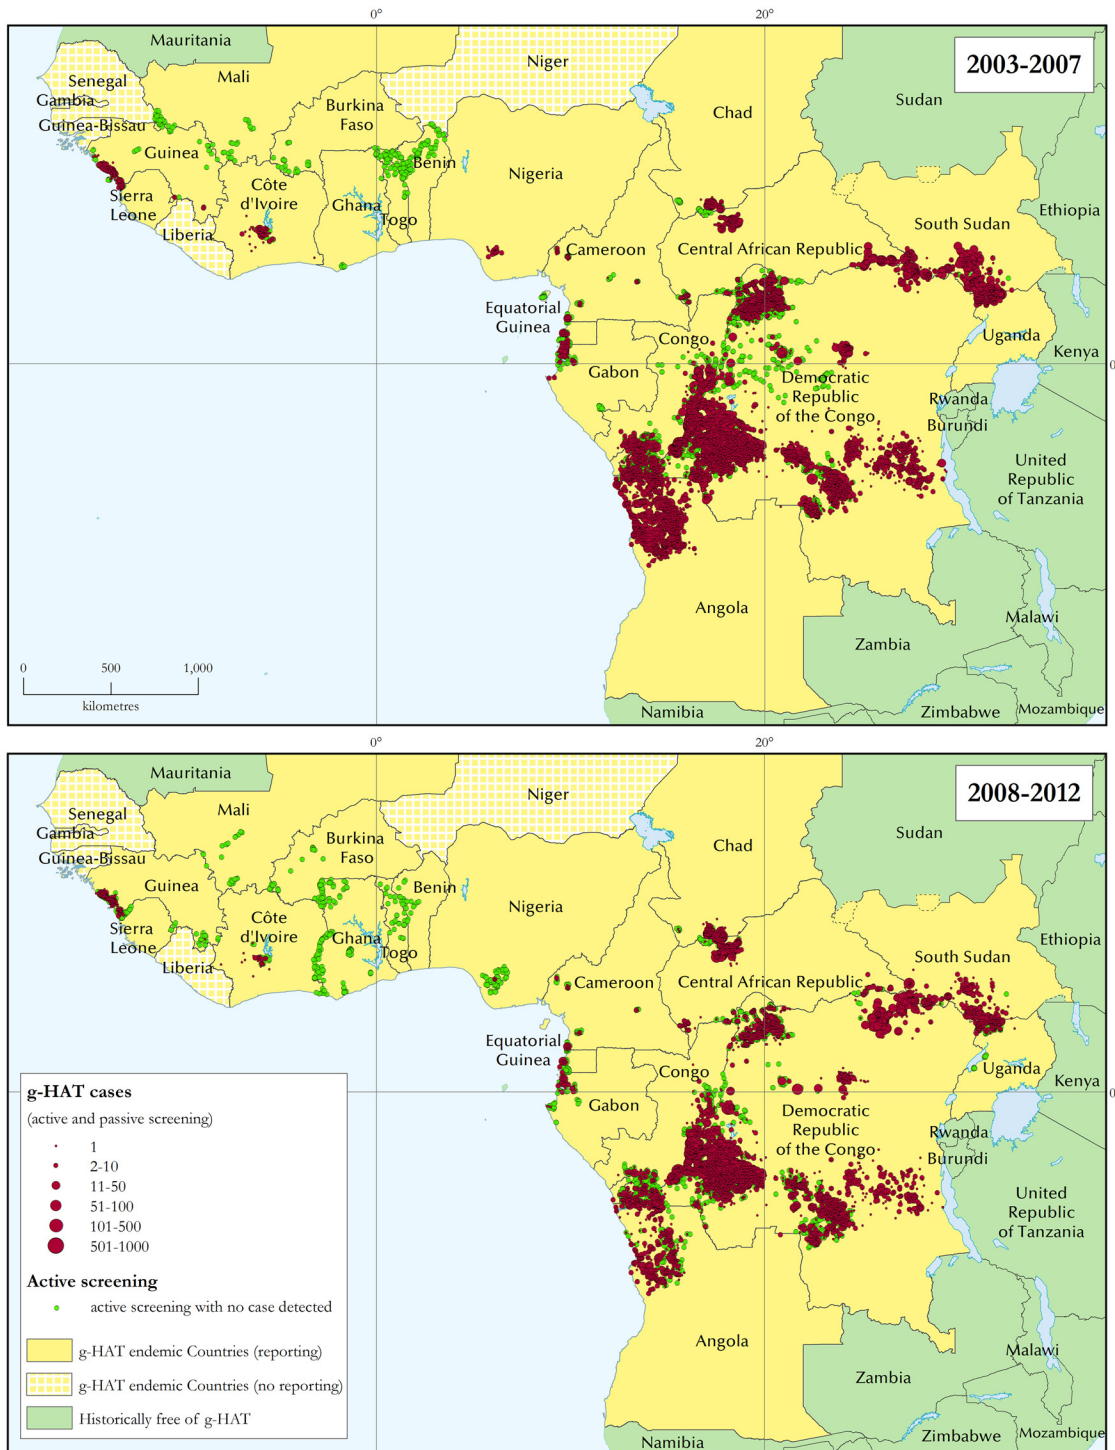 0°
20°
2003-2007
Mauritania
Niger
Senegal
Mali
Sudan
Gambia
Burkina
Faso
Chad
Guinea-Bissau
Guinea
Benin
Nigeria
Côte
d'Ivoire
Sierra
Leone
Ghana
Togo
Ethiopia
South Sudan
Liberia
Cameroon
Central African Republic
Equatorial
Guinea
Congo
Uganda
Kenya
0
Gabon
Democratic
Republic
of the Congo
Rwanda
Burundi
United
Republic
of Tanzania
Angola
Malawi
Zambia
0
500
1,000
kilometres
Namibia
Zimbabwe
Mozambique
0°
20°
2008-2012
Mauritania
Niger
Senegal
Mali
Sudan
Gambia
Burkina
Faso
Chad
Guinea-Bissau
Guinea
Benin
Nigeria
Côte
d'Ivoire
Sierra
Leone
Ghana
Togo
Ethiopia
South Sudan
Liberia
Cameroon
Central African Republic
Equatorial
Guinea
Congo
Uganda
Kenya
0
Gabon
Democratic
Republic
of the Congo
Rwanda
Burundi
United
Republic
of Tanzania
Angola
Malawi
Zambia
Namibia
Zimbabwe
Mozambique
g-HAT cases
(active and passive screening)
1
2-10
11-50
51-100
101-500
501-1000
Active screening
active screening with no case detected
g-HAT endemic Countries (reporting)
g-HAT endemic Countries (no reporting)
Historically free of g-HAT